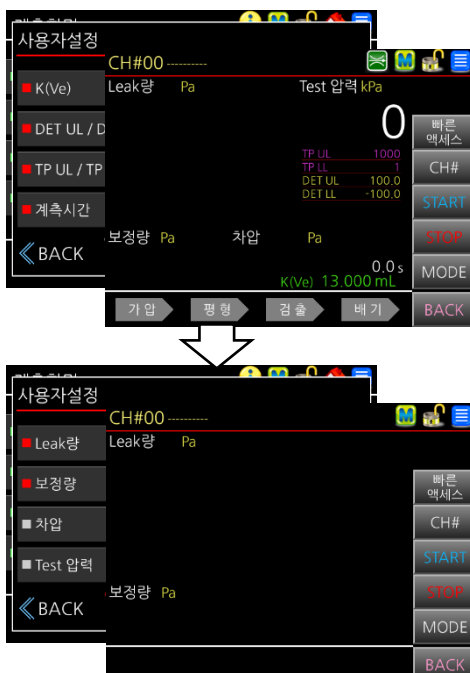 사용자설정
K(Ve)
DET UL / D
TP UL / TP
계측시간
BACK
CH#00 ----------
M
Leak량 Pa Test 압력 kPa
0
TP UL 1000
TP LL 1
DET UL 100.0
DET LL -100.0
보정량 Pa 차압 Pa
0.0 s
K(Ve) 13.000 mL
가압 평형 검출 배기
빠른
액세스
CH#
START
STOP
MODE
BACK
사용자설정
Leak량
보정량
차압
Test 압력
BACK
CH#00 ----------
M
Leak량 Pa
보정량 Pa
빠른
액세스
CH#
START
STOP
MODE
BACK